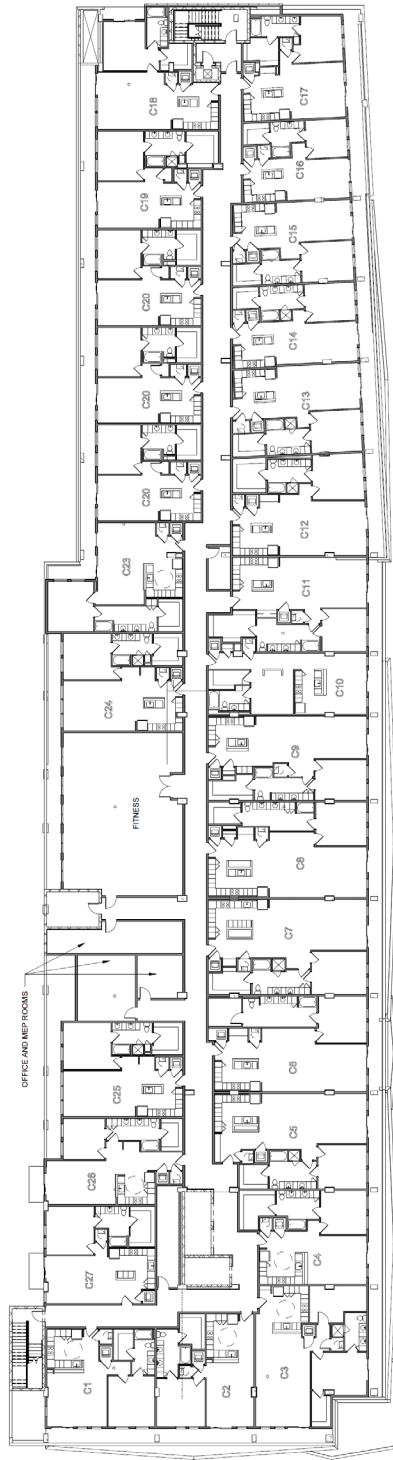 C18
C17
C16
C19
C15
C20
C14
C20
C13
C20
C12
C23
C11
C10
C24
C9
FITNESS
C8
C7
OFFICE AND MEP ROOMS
C6
C25
C5
C26
C4
C27
C3
C1
C2